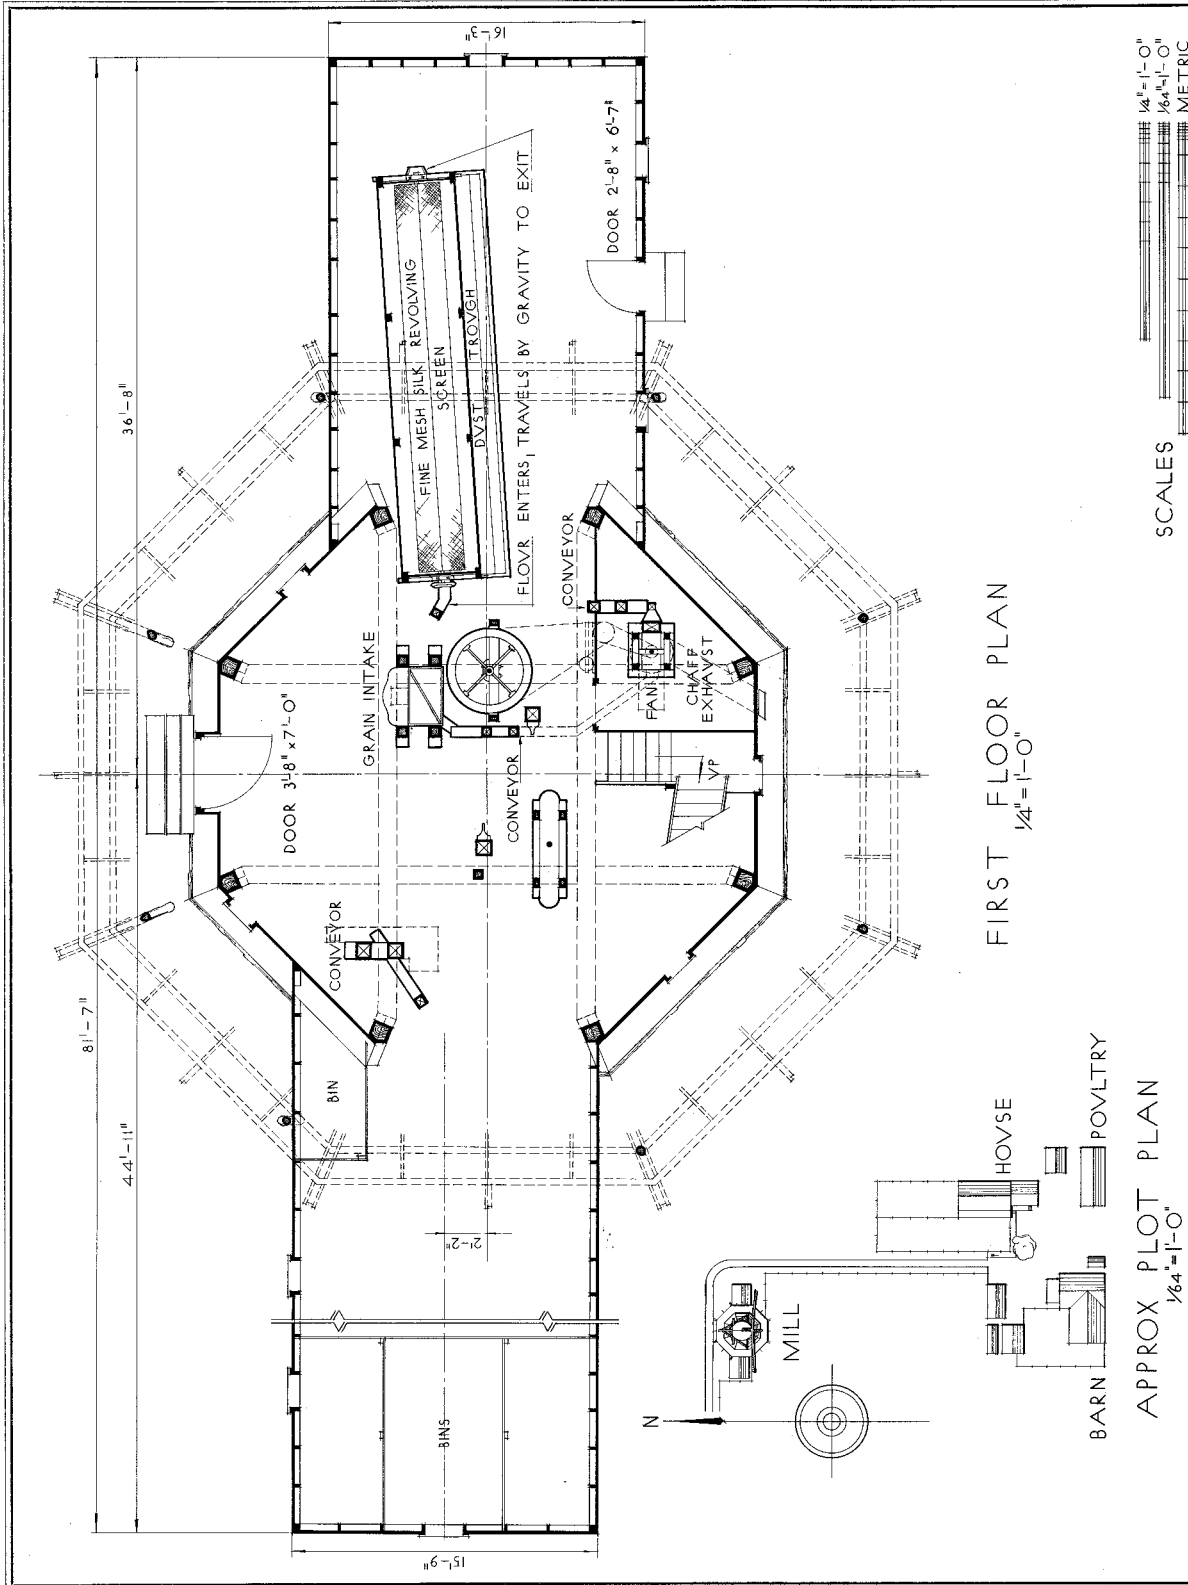 81'-7"
44'-11"
36'-8"
16'-3"
15'-9"
2'-2"
BIN
BINS
CONVEYOR
DOOR 3'-8" x 7'-0"
GRAIN INTAKE
CONVEYOR
FINE MESH SILK REVOLVING
SCREEN
DVST TROVGH
FLOVR ENTERS, TRAVELS BY GRAVITY TO EXIT
DOOR 2'-8" x 6'-7"
CONVEYOR
FAN
CHAFF
EXHAVST
VP
FIRST FLOOR PLAN
1/4"=1'-0"
N
MILL
HOVSE
BARN
POVLTRY
APPROX PLOT PLAN
1/64"=1'-0"
SCALES
1/4"=1'-0"
1/64"=1'-0"
METRIC